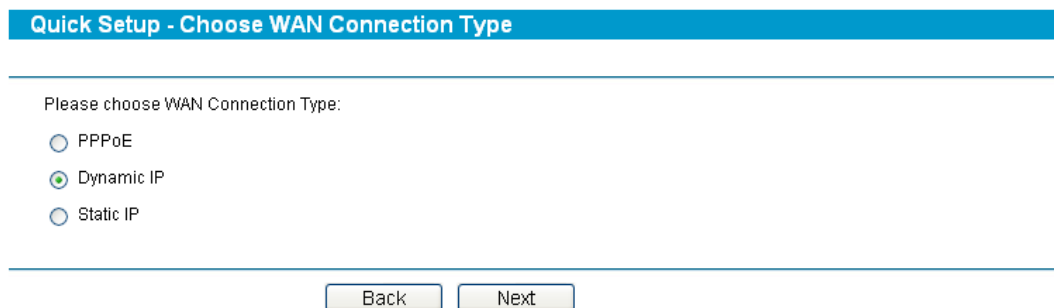 Quick Setup - Choose WAN Connection Type
Please choose WAN Connection Type:
PPPoE
Dynamic IP
Static IP
Back Next